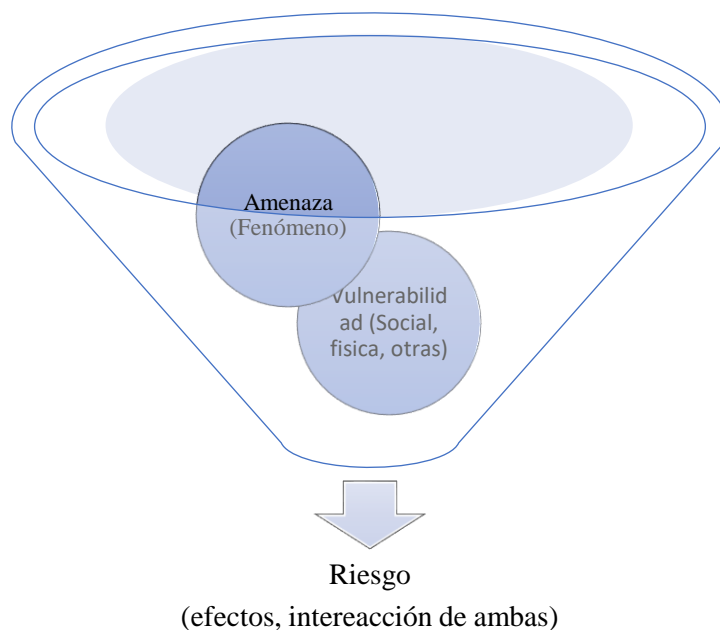 Amenaza
(Fenómeno)
Vulnerabilid
ad (Social,
fisica, otras)
Riesgo
(efectos, intereacción de ambas)